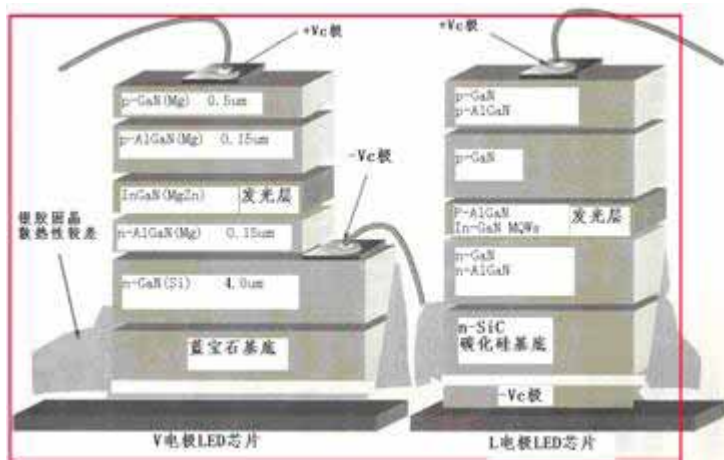 +Vc极
p-GaN(Mg) 0.5um
p-AlGaN(Mg) 0.15um
-Vc极
InGaN(MgZn) 发光层
银胶固晶
散热性较差
n-AlGaN(Mg) 0.15um
n-GaN(Si) 4.0um
蓝宝石基底
V电极LED芯片
+Vc极
p-GaN
p-AlGaN
p-GaN
P-AlGaN
In-GaN MQWs
发光层
n-GaN
n-AlGaN
n-SiC
碳化硅基底
-Vc极
L电极LED芯片